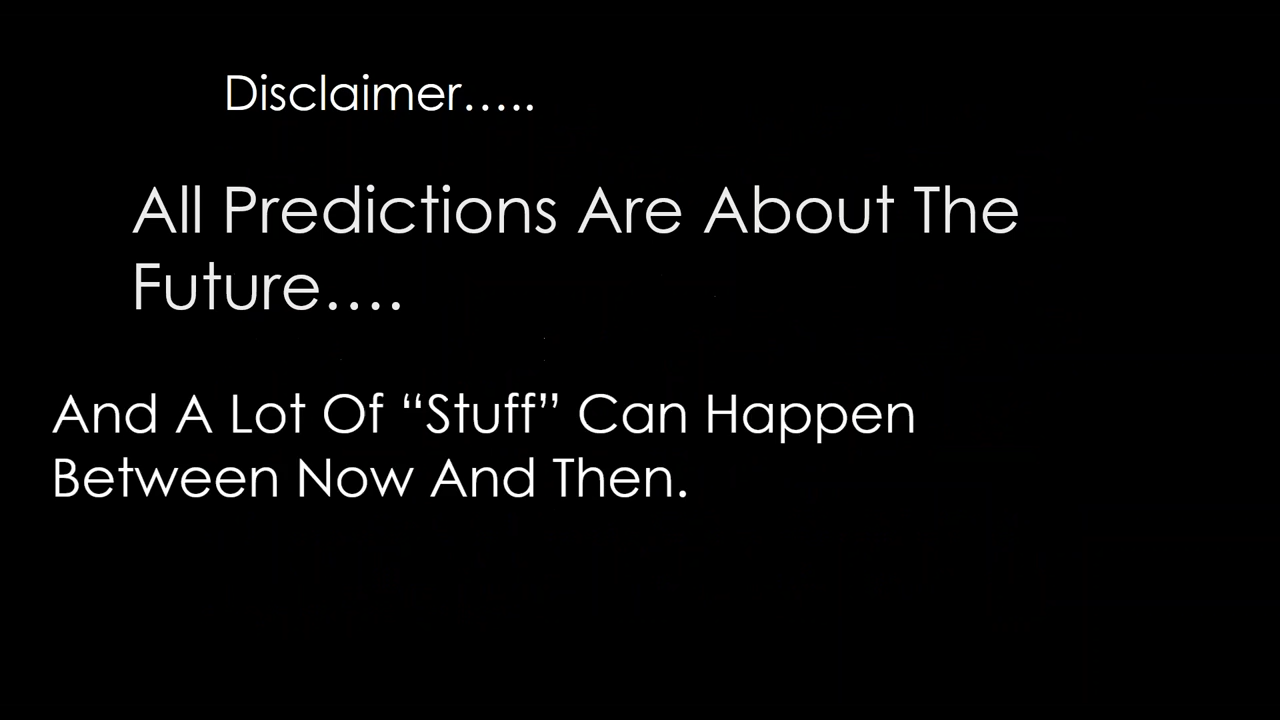 Disclaimer.....
All Predictions Are About The
Future....
And A Lot Of “Stuff” Can Happen
Between Now And Then.